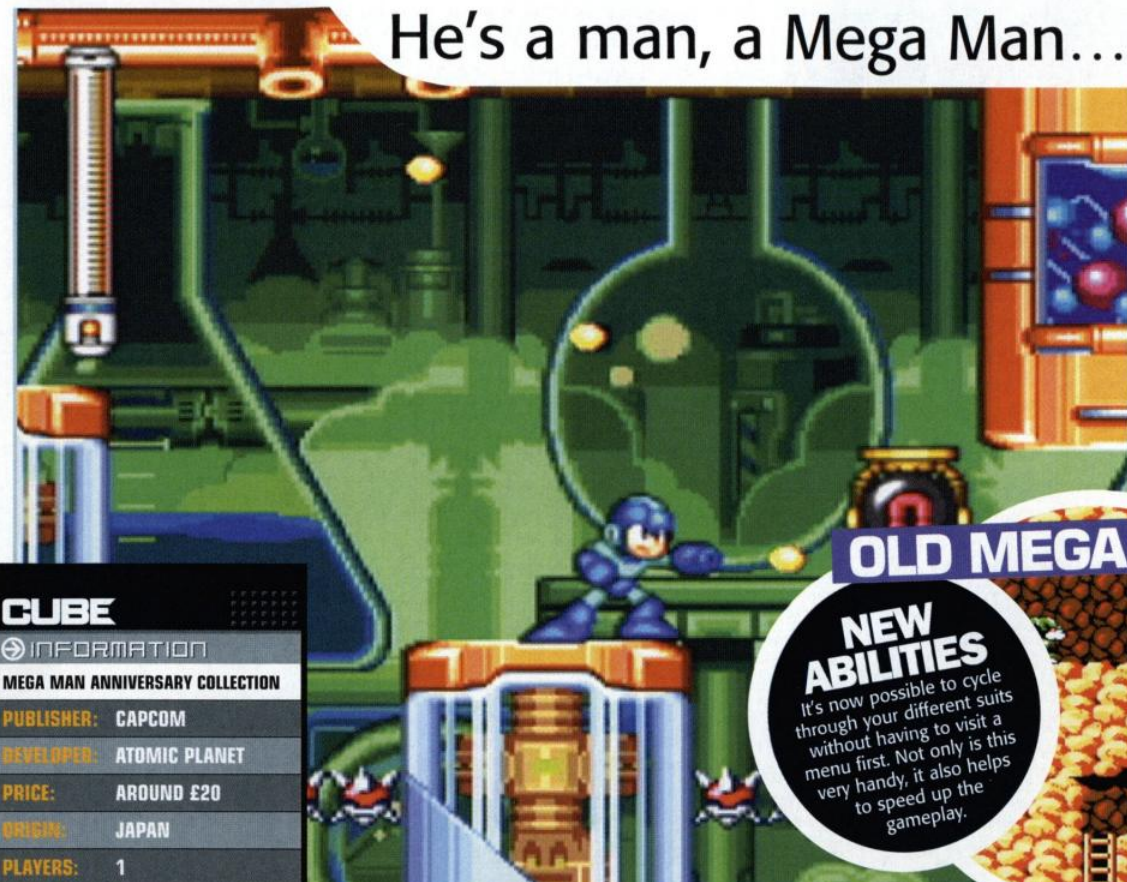 He's a man, a Mega Man...
CUBE
INFORMATION
MEGA MAN ANNIVERSARY COLLECTION
PUBLISHER: CAPCOM
DEVELOPER: ATOMIC PLANET
PRICE: AROUND £20
ORIGIN: JAPAN
PLAYERS: 1
OLD MEGA
NEW
ABILITIES
It's now possible to cycle
through your different suits
without having to visit a
menu first. Not only is this
very handy, it also helps
to speed up the
gameplay.